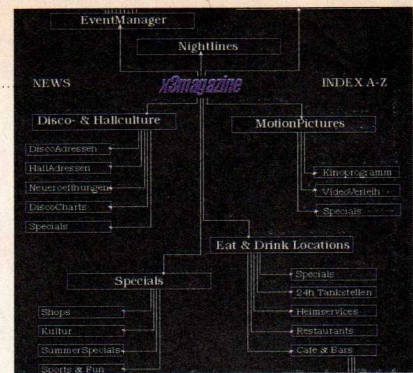 EventManager
Nightlines
NEWS
x3magazine
INDEX A-Z
Disco- & Hallculture
MotionPictures
DiscoAdressen
HallAdressen
Neueroeffnungen
DiscoCharts
Specials
Kinoprogramm
VideoVerleih
Specials
Eat & Drink Locations
Specials
Shops
Kultur
SummerSpecials
Sports & Fun
Specials
24h Tankstellen
Heimservices
Restaurants
Cafe & Bars